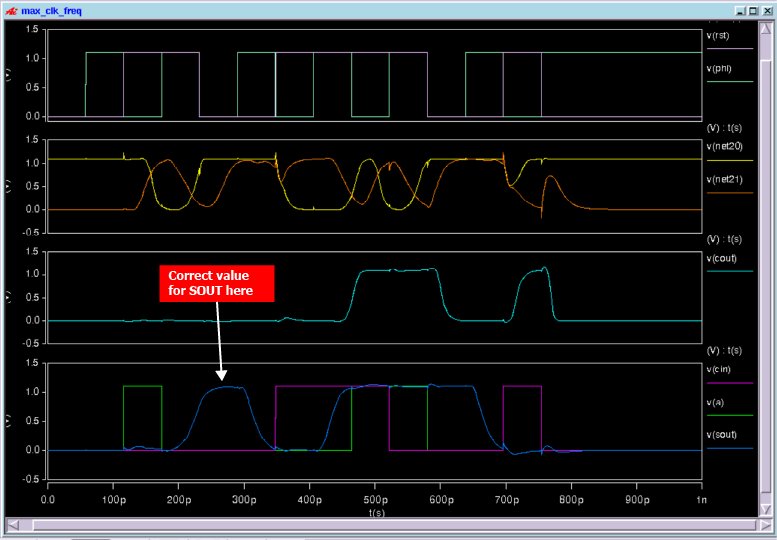 max_clk_freq
v(rst)
v(phi)
1.5
1.0
0.5
0.0
(V)
(V) : t(s)
v(net20)
v(net21)
1.5
1.0
0.5
0.0
-0.5
(V)
(V) : t(s)
v(cout)
1.5
1.0
0.5
0.0
-0.5
Correct value
for SOUT here
(V) : t(s)
v(cin)
v(a)
v(sout)
1.5
1.0
0.5
0.0
-0.5
0.0 100p 200p 300p 400p 500p 600p 700p 800p 900p 1n
t(s)